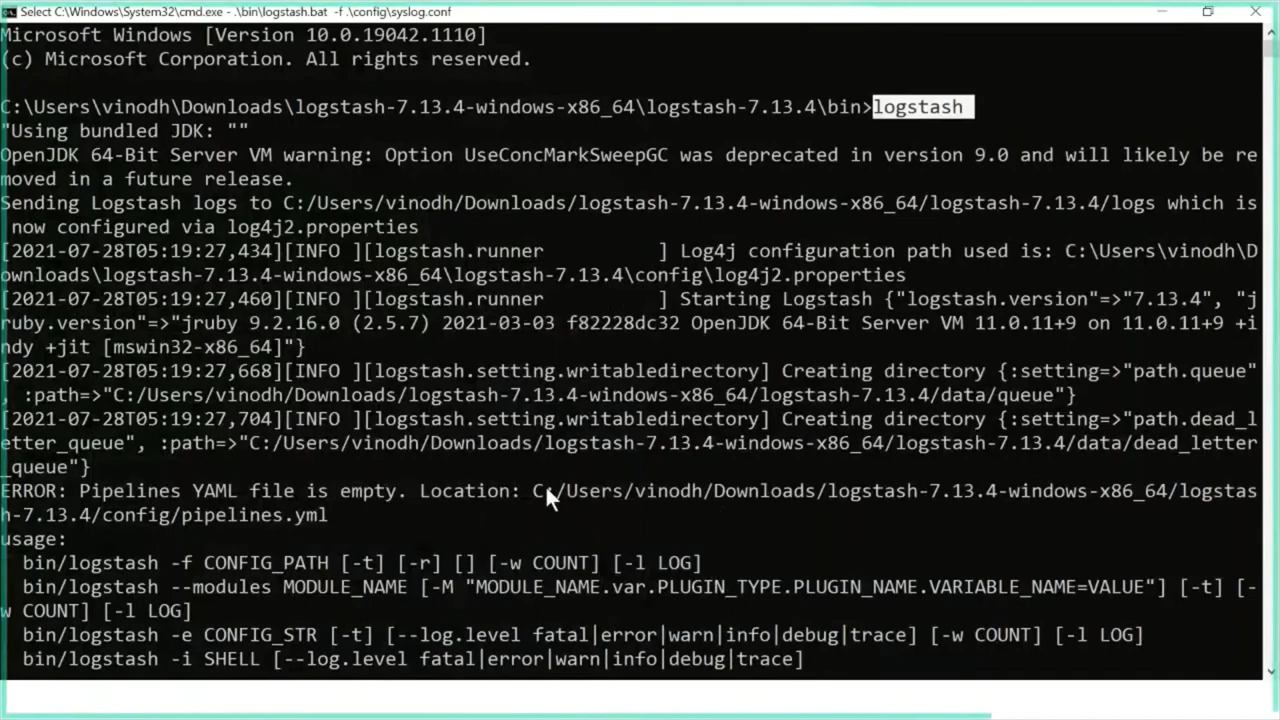 Select C:\Windows\System32\cmd.exe - .\bin\logstash.bat -f .\config\syslog.conf
Microsoft Windows [Version 10.0.19042.1110]
(c) Microsoft Corporation. All rights reserved.
C:\Users\vinodh\Downloads\logstash-7.13.4-windows-x86_64\logstash-7.13.4\bin>logstash
"Using bundled JDK: ""
OpenJDK 64-Bit Server VM warning: Option UseConcMarkSweepGC was deprecated in version 9.0 and will likely be re
moved in a future release.
Sending Logstash logs to C:/Users/vinodh/Downloads/logstash-7.13.4-windows-x86_64/logstash-7.13.4/logs which is
now configured via log4j2.properties
[2021-07-28T05:19:27,434][INFO ][logstash.runner          ] Log4j configuration path used is: C:\Users\vinodh\D
ownloads\logstash-7.13.4-windows-x86_64\logstash-7.13.4\config\log4j2.properties
[2021-07-28T05:19:27,460][INFO ][logstash.runner          ] Starting Logstash {"logstash.version"=>"7.13.4", "j
ruby.version"=>"jruby 9.2.16.0 (2.5.7) 2021-03-03 f82228dc32 OpenJDK 64-Bit Server VM 11.0.11+9 on 11.0.11+9 +i
ndy +jit [mswin32-x86_64]"}
[2021-07-28T05:19:27,668][INFO ][logstash.setting.writabledirectory] Creating directory {:setting=>"path.queue"
, :path=>"C:/Users/vinodh/Downloads/logstash-7.13.4-windows-x86_64/logstash-7.13.4/data/queue"}
[2021-07-28T05:19:27,704][INFO ][logstash.setting.writabledirectory] Creating directory {:setting=>"path.dead_l
etter_queue", :path=>"C:/Users/vinodh/Downloads/logstash-7.13.4-windows-x86_64/logstash-7.13.4/data/dead_letter
_queue"}
ERROR: Pipelines YAML file is empty. Location: C:/Users/vinodh/Downloads/logstash-7.13.4-windows-x86_64/logstas
h-7.13.4/config/pipelines.yml
usage:
bin/logstash -f CONFIG_PATH [-t] [-r] [] [-w COUNT] [-l LOG]
bin/logstash --modules MODULE_NAME [-M "MODULE_NAME.var.PLUGIN_TYPE.PLUGIN_NAME.VARIABLE_NAME=VALUE"] [-t] [-
w COUNT] [-l LOG]
bin/logstash -e CONFIG_STR [-t] [--log.level fatal|error|warn|info|debug|trace] [-w COUNT] [-l LOG]
bin/logstash -i SHELL [--log.level fatal|error|warn|info|debug|trace]